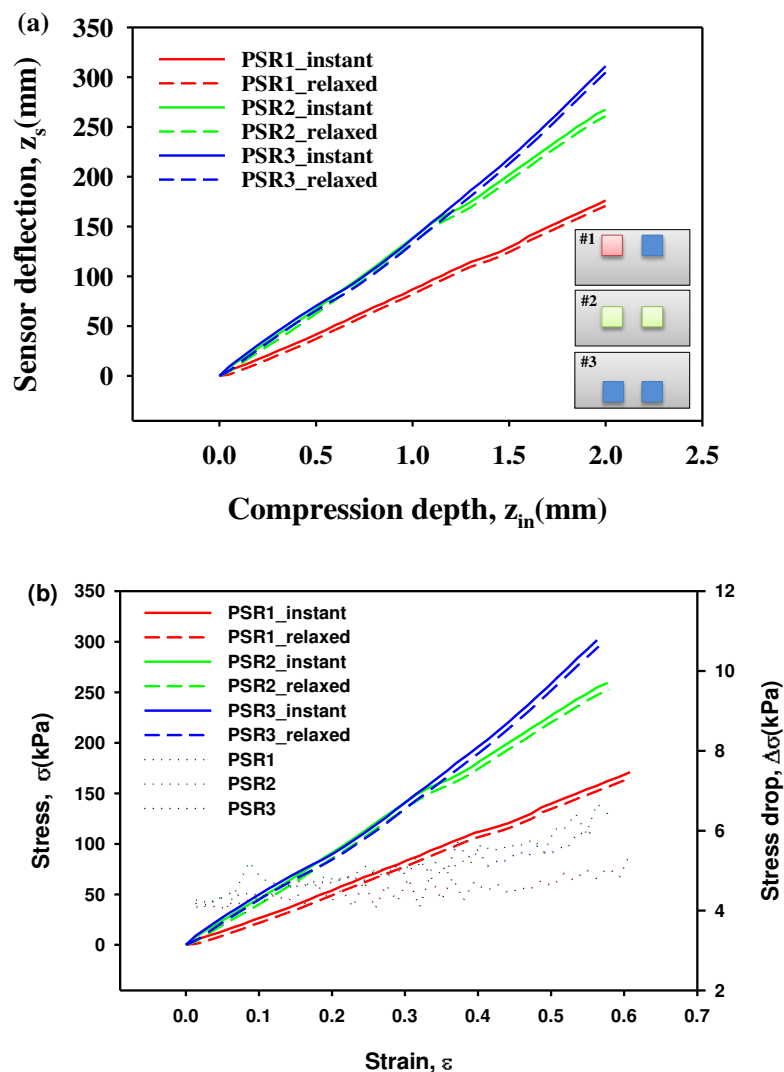 (a)
350
300
250
200
150
100
50
0
Sensor deflection, zs(mm)
PSR1_instant
PSR1_relaxed
PSR2_instant
PSR2_relaxed
PSR3_instant
PSR3_relaxed
#1
#2
#3
0.0 0.5 1.0 1.5 2.0 2.5
Compression depth, zin(mm)
(b)
350
300
250
200
150
100
50
0
Stress, σ(kPa)
PSR1_instant
PSR1_relaxed
PSR2_instant
PSR2_relaxed
PSR3_instant
PSR3_relaxed
PSR1
PSR2
PSR3
12
10
8
6
4
2
Stress drop, Δσ(kPa)
0.0 0.1 0.2 0.3 0.4 0.5 0.6 0.7
Strain, ε